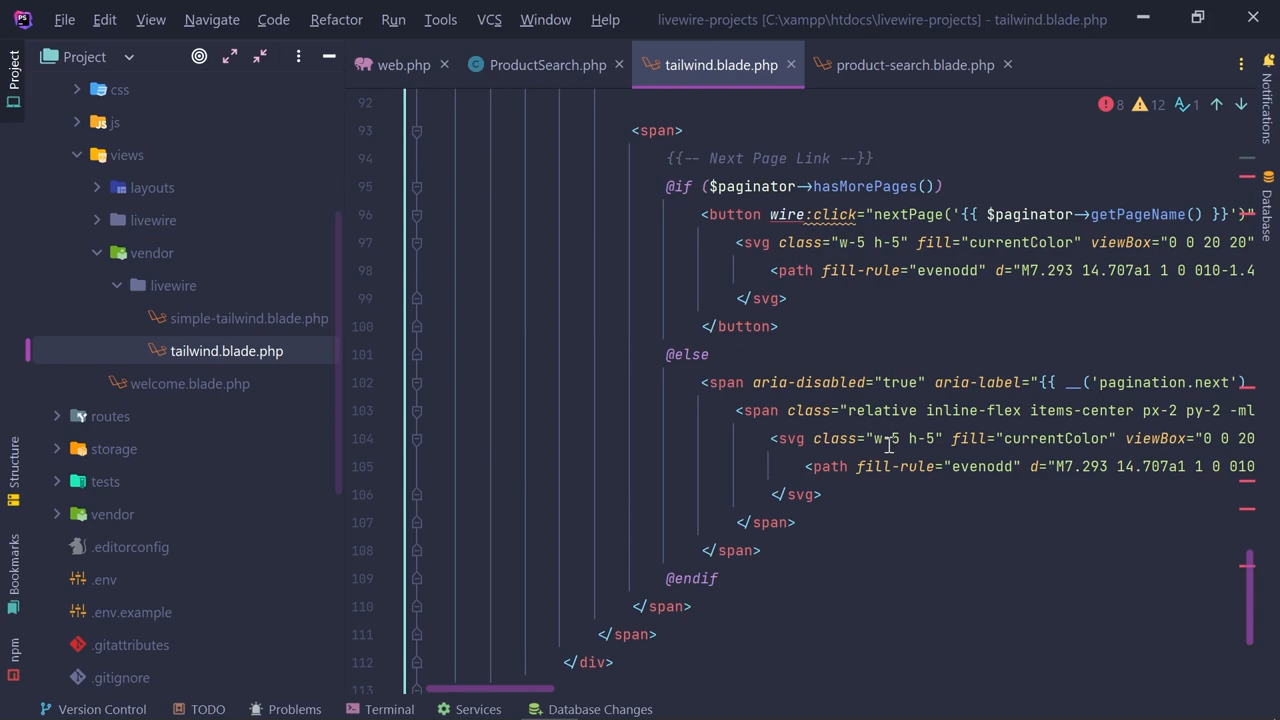 PS File Edit View Navigate Code Refactor Run Tools VCS Window Help livewire-projects [C:\xampp\htdocs\livewire-projects] - tailwind.blade.php
Project
web.php
ProductSearch.php
tailwind.blade.php
product-search.blade.php
Project
Structure
Bookmarks
npm
css
JS js
views
layouts
livewire
vendor
livewire
simple-tailwind.blade.php
tailwind.blade.php
welcome.blade.php
routes
storage
tests
vendor
.editorconfig
.env
.env.example
.gitattributes
.gitignore
8 12 1
92
93 <span>
94 {{-- Next Page Link --}}
95 @if ($paginator->hasMorePages())
96 <button wire:click="nextPage('{{ $paginator->getPageName() }}')"
97 <svg class="w-5 h-5" fill="currentColor" viewBox="0 0 20 20"
98 <path fill-rule="evenodd" d="M7.293 14.707a1 1 0 010-1.4
99 </svg>
100 </button>
101 @else
102 <span aria-disabled="true" aria-label="{{ __('pagination.next')
103 <span class="relative inline-flex items-center px-2 py-2 -ml
104 <svg class="w-5 h-5" fill="currentColor" viewBox="0 0 20
105 <path fill-rule="evenodd" d="M7.293 14.707a1 1 0 010
106 </svg>
107 </span>
108 </span>
109 @endif
110 </span>
111 </span>
112 </div>
113
Notifications
Database
Version Control TODO Problems Terminal Services Database Changes